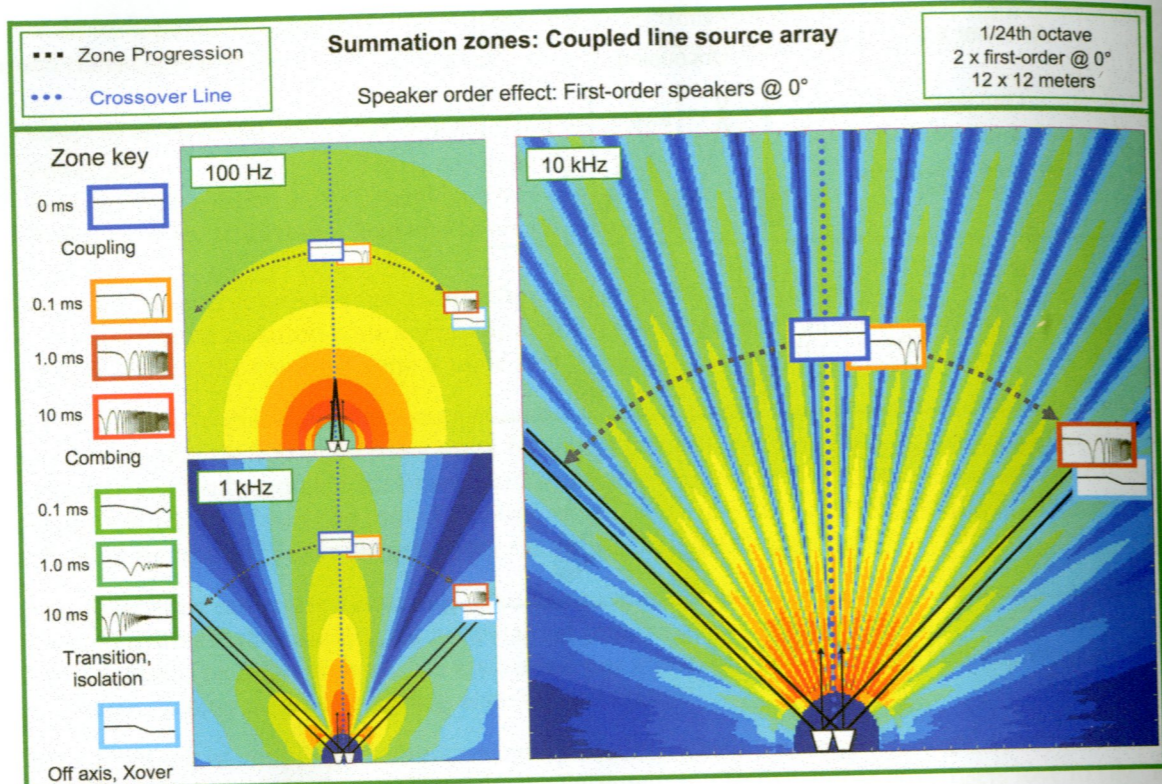 Zone Progression
Crossover Line
Summation zones: Coupled line source array
Speaker order effect: First-order speakers @ 0°
1/24th octave
2 x first-order @ 0°
12 x 12 meters
Zone key
0 ms
Coupling
0.1 ms
1.0 ms
10 ms
Combing
0.1 ms
1.0 ms
10 ms
Transition,
isolation
Off axis, Xover
100 Hz
1 kHz
10 kHz